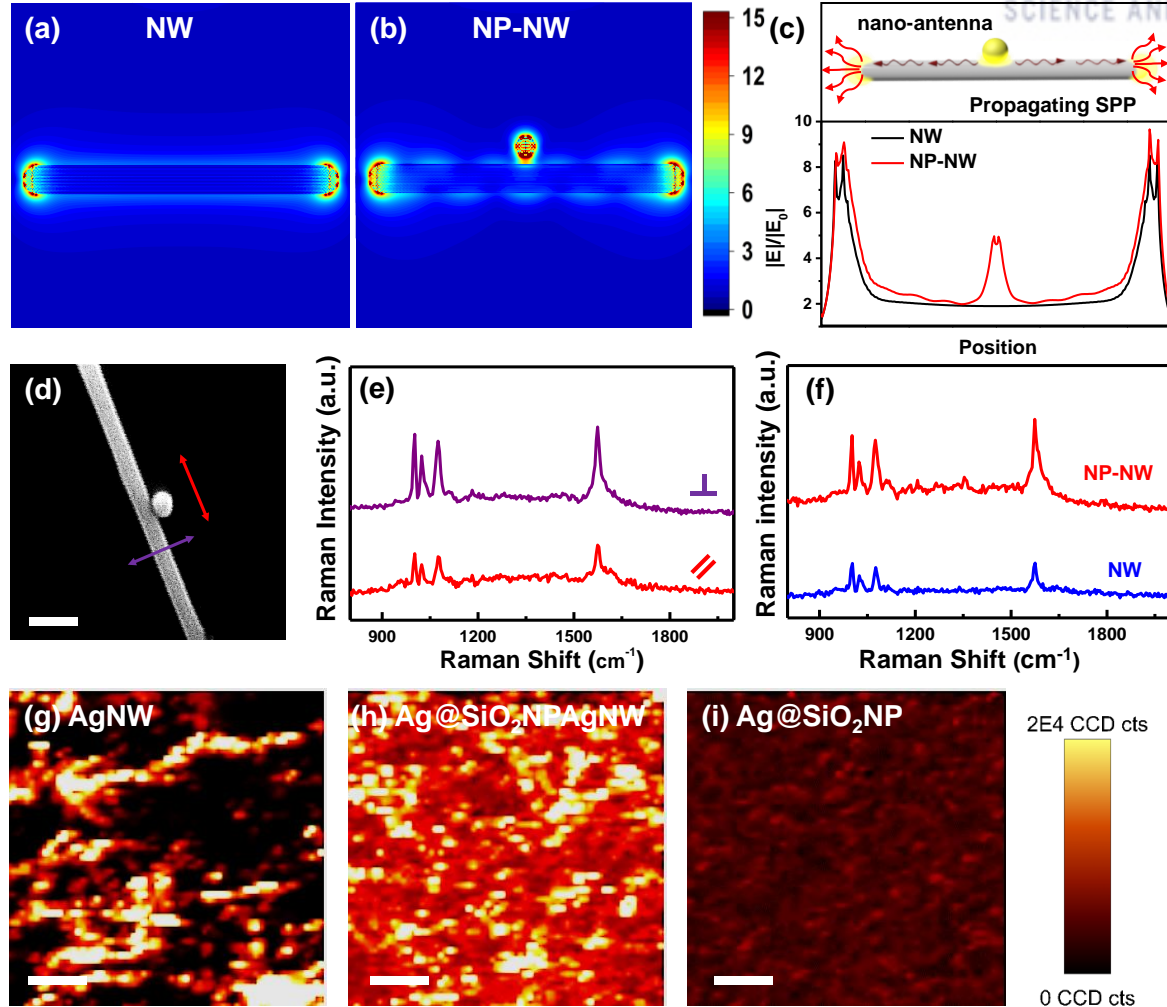 SCIENCE AN
(a) NW
(b) NP-NW
15
12
9
6
3
0
(c)
nano-antenna
Propagating SPP
NW
NP-NW
10
8
6
4
2
|E|/|E₀|
Position
(d)
(e)
Raman Intensity (a.u.)
⊥
//
900 1200 1500 1800
Raman Shift (cm⁻¹)
(f)
Raman intensity (a.u.)
NP-NW
NW
900 1200 1500 1800
Raman Shift (cm⁻¹)
(g) AgNW
(h) Ag@SiO₂NPAgNW
(i) Ag@SiO₂NP
2E4 CCD cts
0 CCD cts